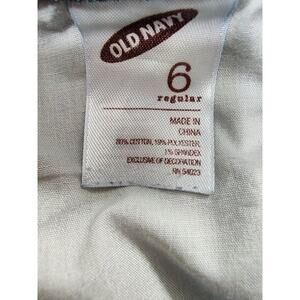 OLD NAVY
6
regular
MADE IN
CHINA
80% COTTON, 19% POLYESTER,
1% SPANDEX
EXCLUSIVE OF DECORATION
RN 54023